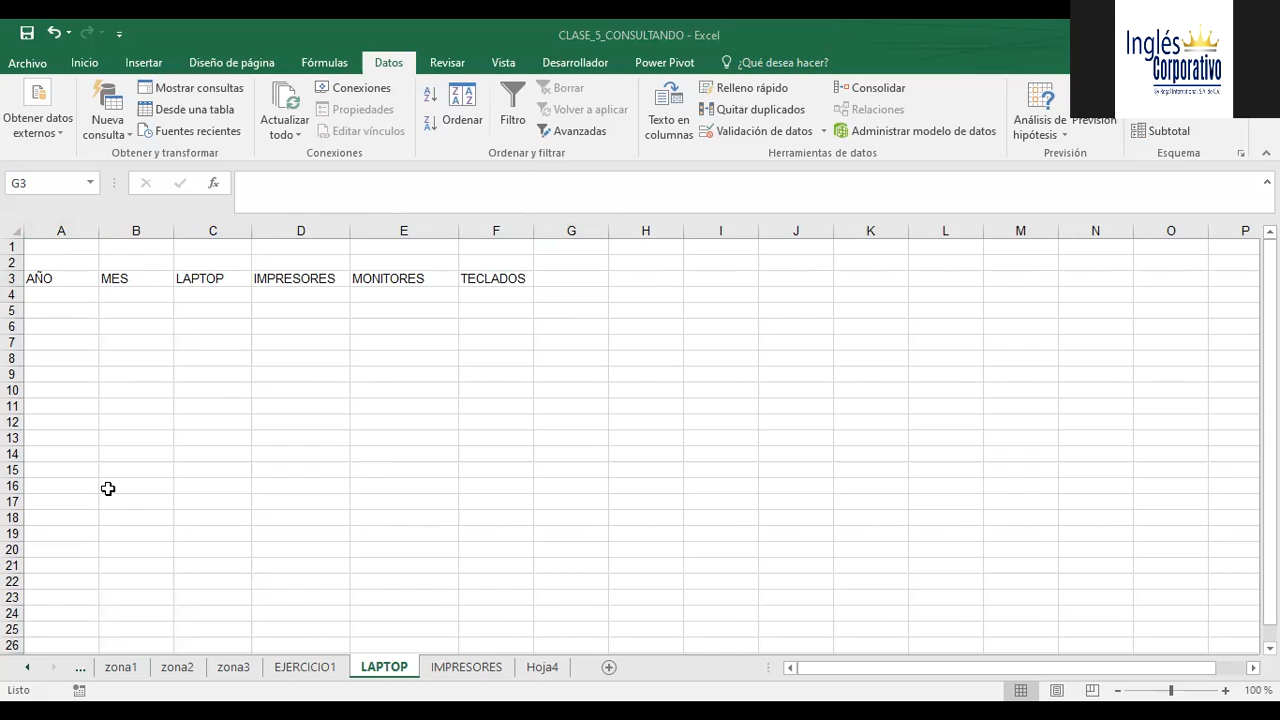 CLASE_5_CONSULTANDO - Excel
Archivo Inicio Insertar Diseño de página Fórmulas Datos Revisar Vista Desarrollador Power Pivot ¿Qué desea hacer?
Inglés
Corporativo
by Regal International S.A. de C.V.
Obtener datos
externos
Nueva
consulta
Mostrar consultas
Desde una tabla
Fuentes recientes
Obtener y transformar
Actualizar
todo
Conexiones
Propiedades
Editar vínculos
Conexiones
Ordenar
Filtro
Borrar
Volver a aplicar
Avanzadas
Ordenar y filtrar
Texto en
columnas
Relleno rápido
Quitar duplicados
Validación de datos
Consolidar
Relaciones
Administrar modelo de datos
Herramientas de datos
Análisis de
hipótesis
Previsión
Previsión
Subtotal
Esquema
G3
fx
A B C D E F G H I J K L M N O P
1
2
3 AÑO MES LAPTOP IMPRESORES MONITORES TECLADOS
4
5
6
7
8
9
10
11
12
13
14
15
16
17
18
19
20
21
22
23
24
25
26
... zona1 zona2 zona3 EJERCICIO1 LAPTOP IMPRESORES Hoja4
Listo 100 %